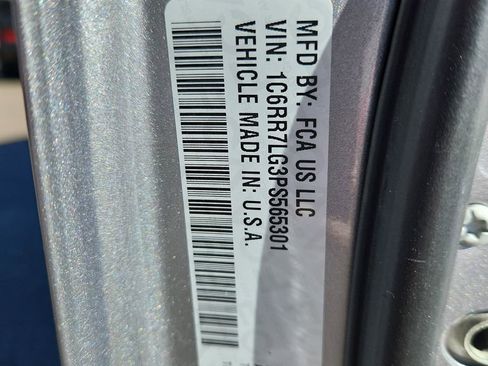 MFD BY: FCA US LLC
VIN: 1C6RR7LG3PS565301
VEHICLE MADE IN: U.S.A.